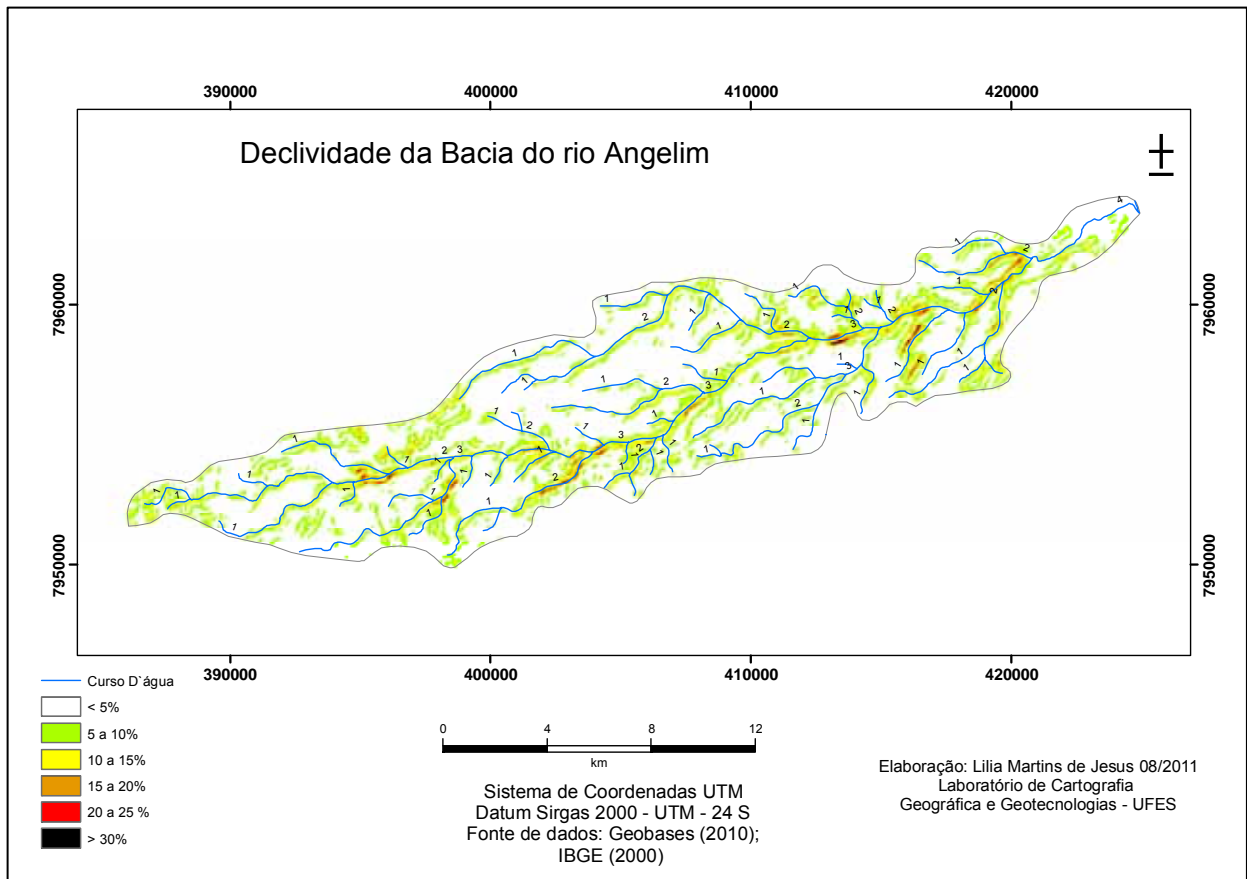 390000 400000 410000 420000
Declividade da Bacia do rio Angelim
7960000 7960000
7950000 7950000
390000 400000 410000 420000
Curso D`água
< 5%
5 a 10%
10 a 15%
15 a 20%
20 a 25 %
> 30%
0 4 8 12
km
Sistema de Coordenadas UTM
Datum Sirgas 2000 - UTM - 24 S
Fonte de dados: Geobases (2010);
IBGE (2000)
Elaboração: Lilia Martins de Jesus 08/2011
Laboratório de Cartografia
Geográfica e Geotecnologias - UFES